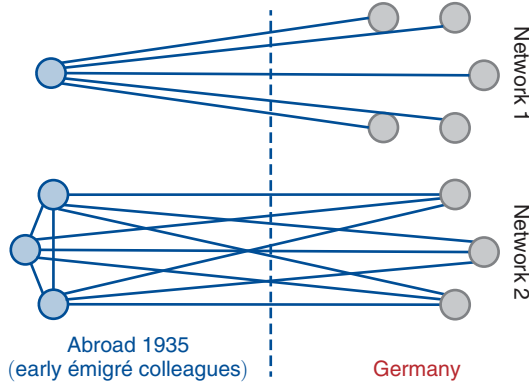 Network 1
Network 2
Abroad 1935
(early émigré colleagues)
Germany